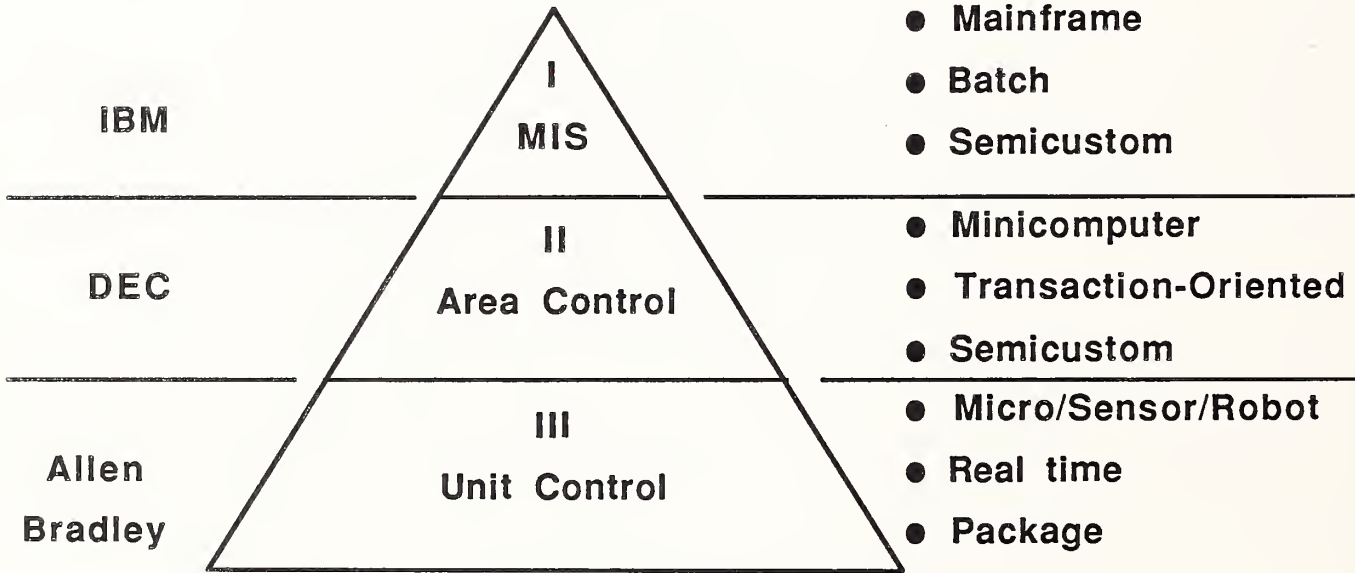 IBM
I
MIS
● Mainframe
● Batch
● Semicustom
DEC
II
Area Control
● Minicomputer
● Transaction-Oriented
● Semicustom
Allen
Bradley
III
Unit Control
● Micro/Sensor/Robot
● Real time
● Package